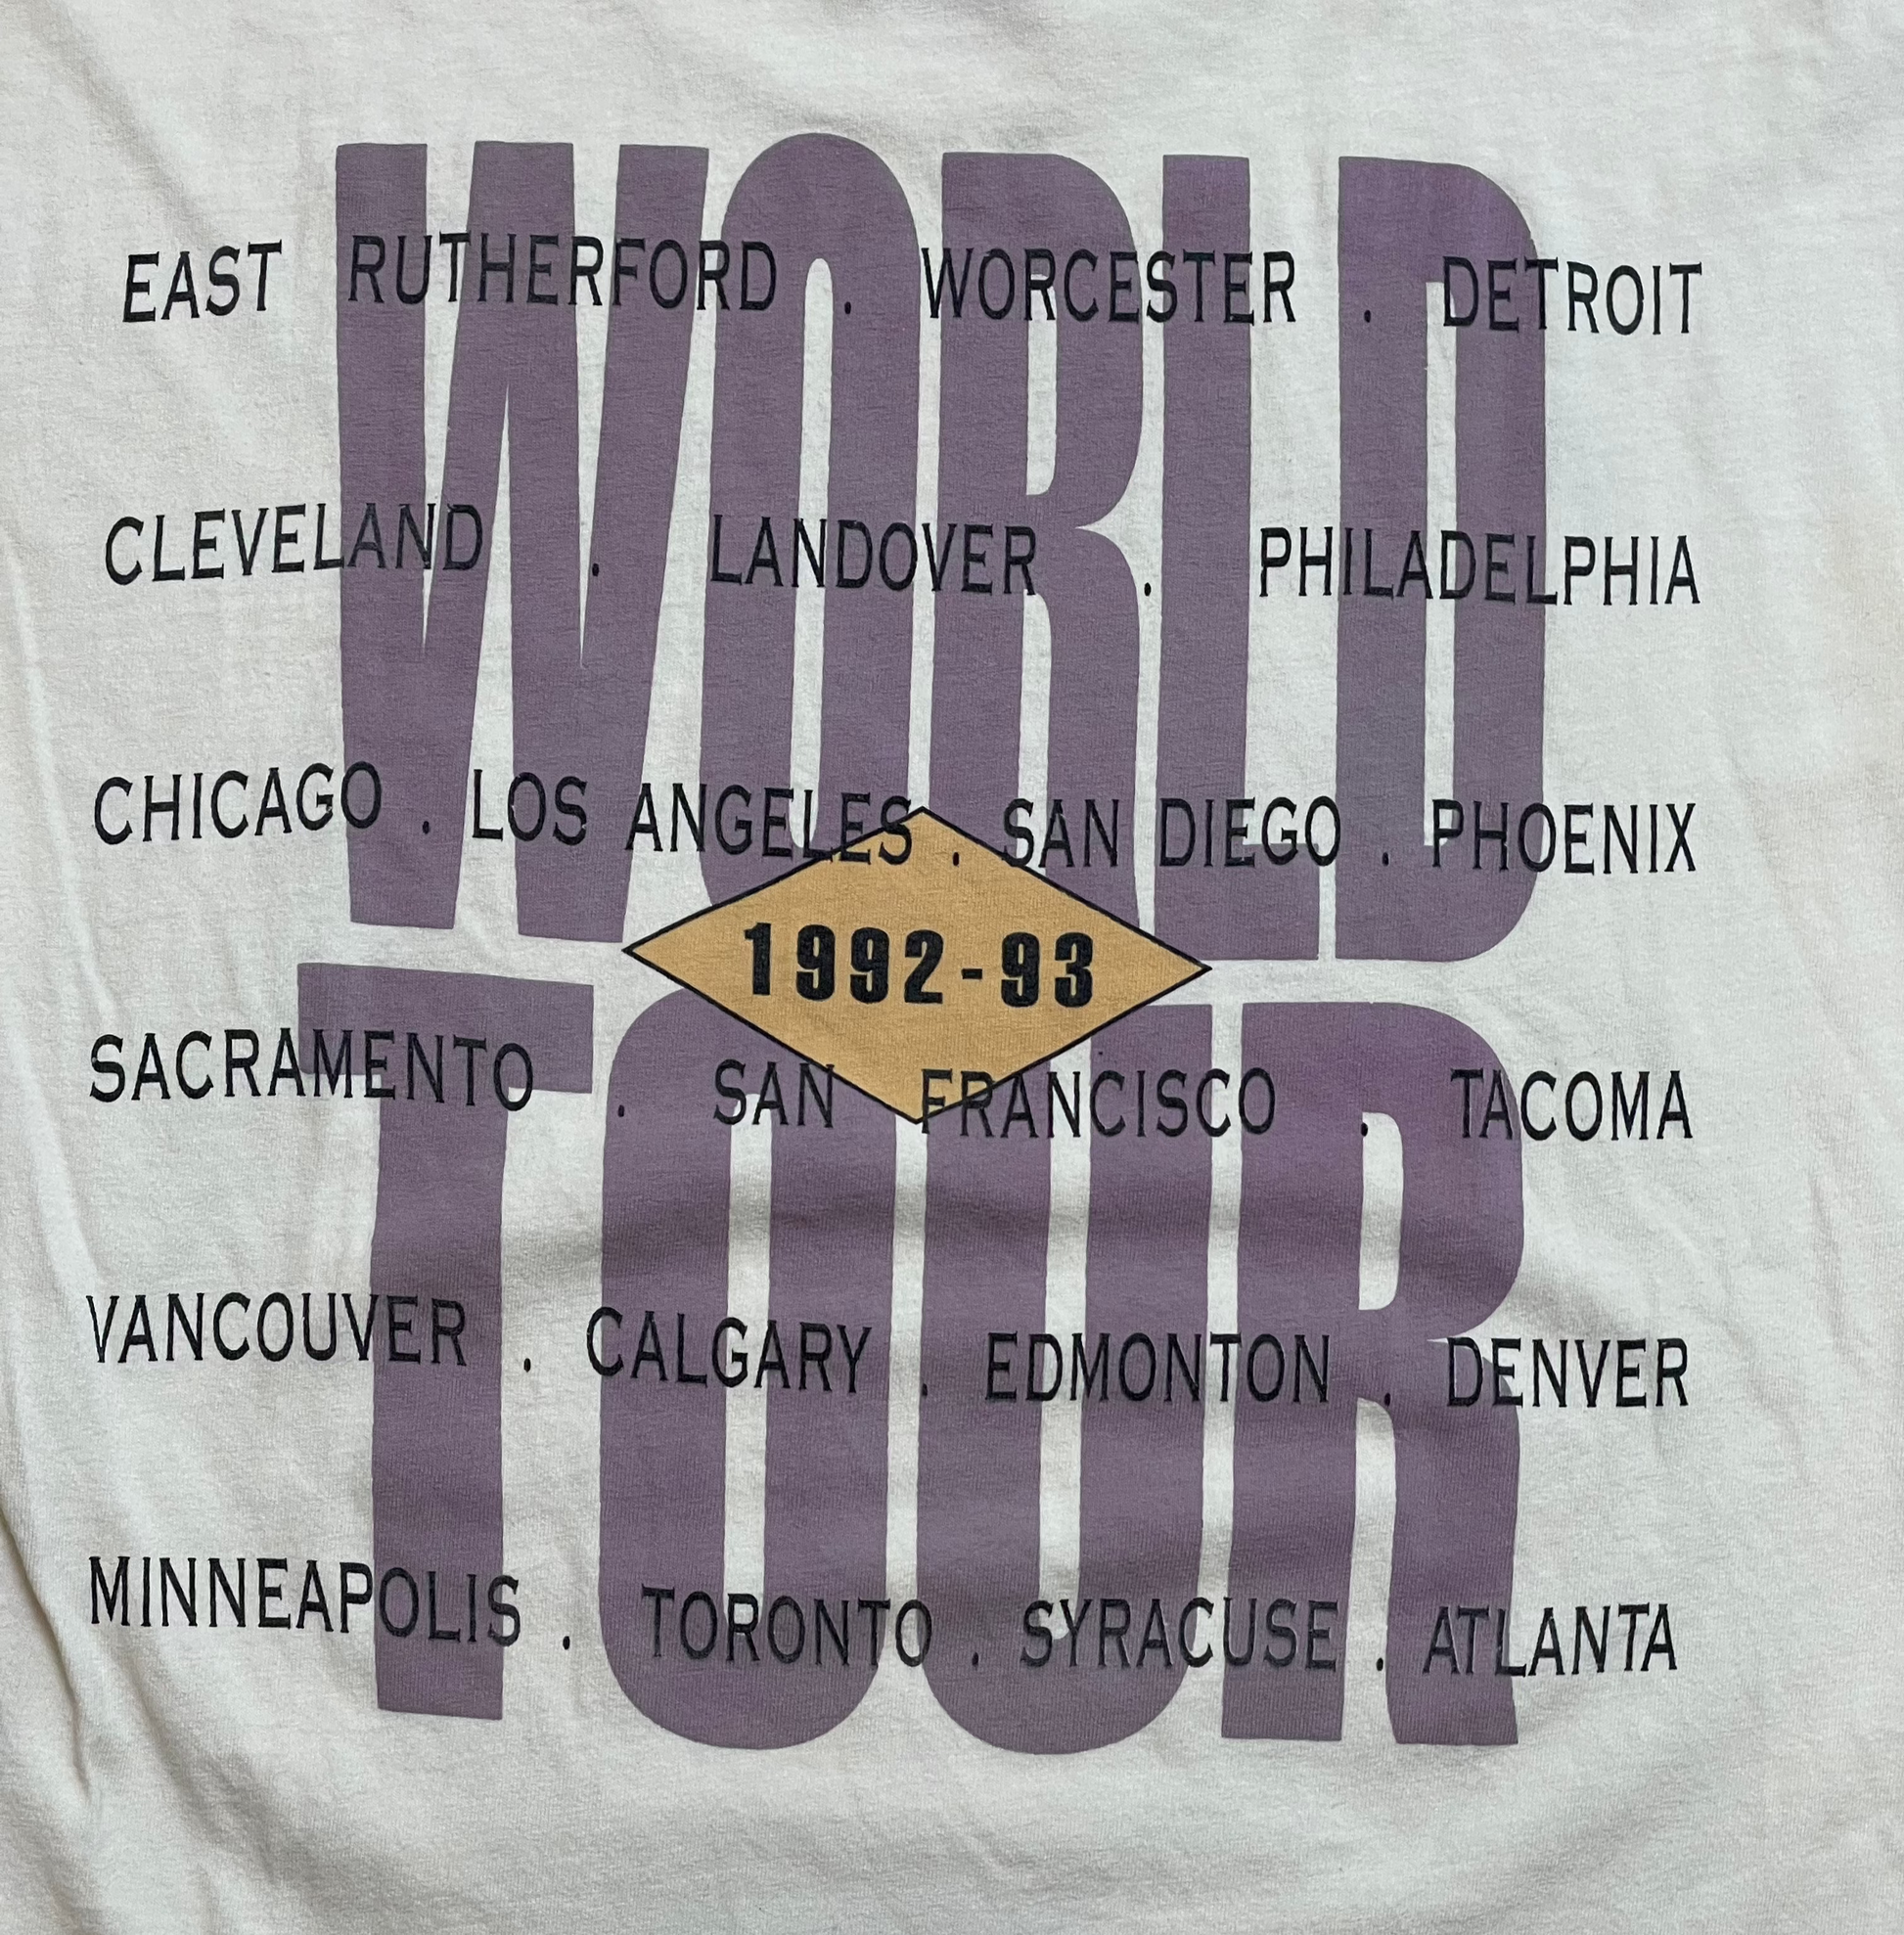 WORLD
EAST RUTHERFORD . WORCESTER . DETROIT
CLEVELAND . LANDOVER . PHILADELPHIA
CHICAGO . LOS ANGELES . SAN DIEGO . PHOENIX
1992-93
TOUR
SACRAMENTO . SAN FRANCISCO . TACOMA
VANCOUVER . CALGARY . EDMONTON . DENVER
MINNEAPOLIS . TORONTO . SYRACUSE . ATLANTA